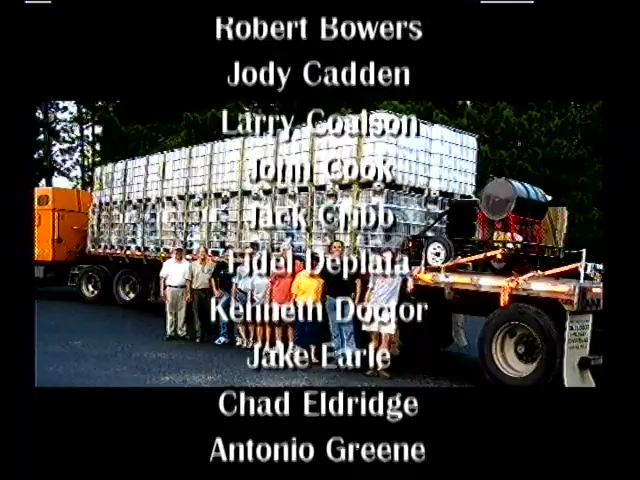 Robert Bowers
Jody Cadden
Larry Coalson
John Cook
Jack Cribb
Fidel Deplata
Kenneth Doctor
Jake Earle
Chad Eldridge
Antonio Greene